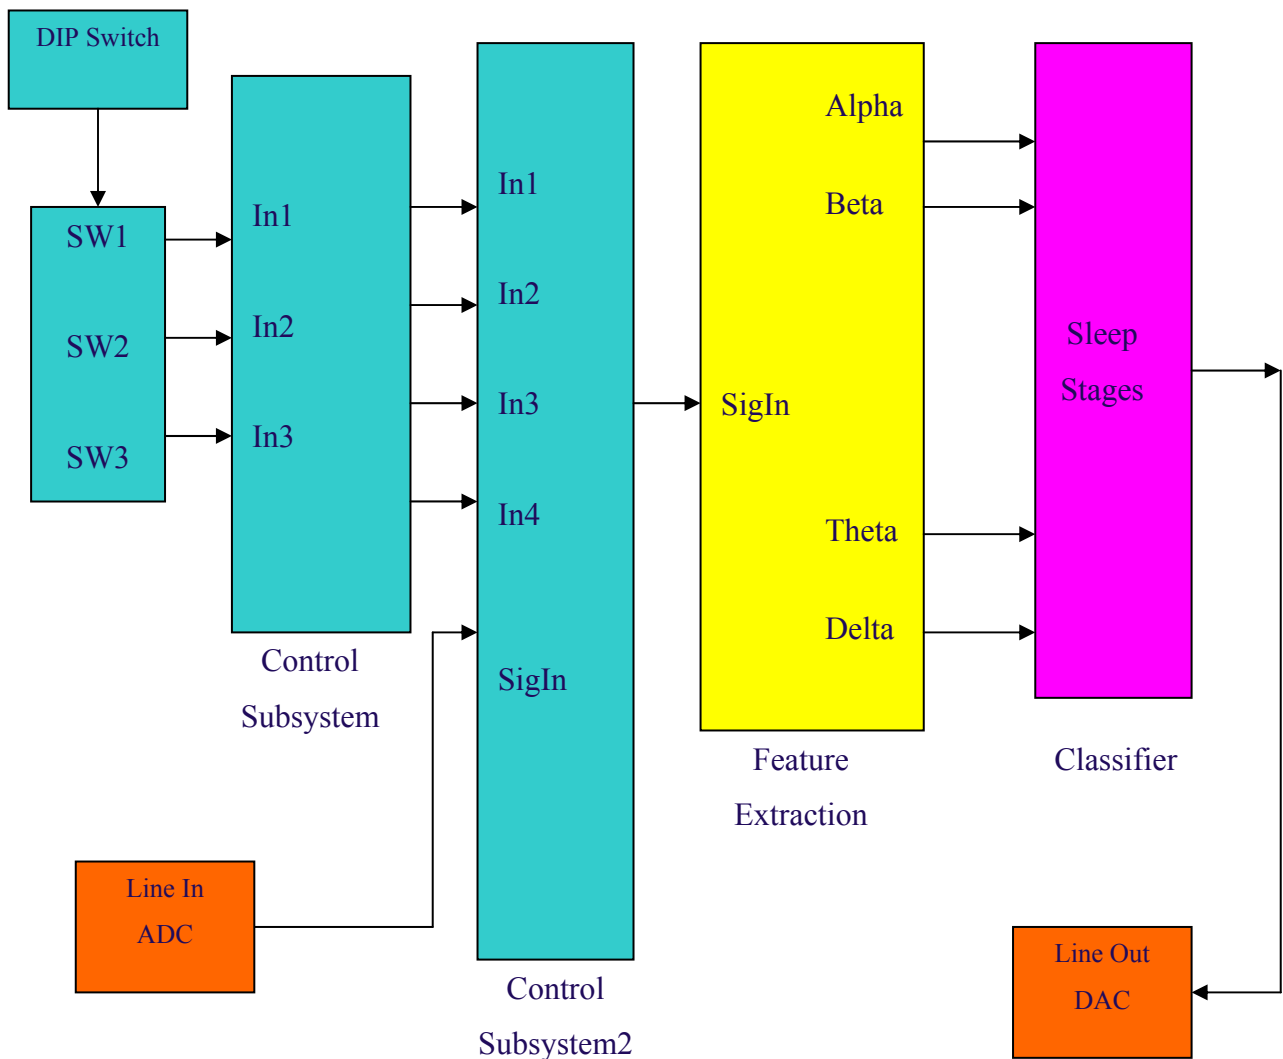 DIP Switch
SW1
SW2
SW3
In1
In2
In3
Control
Subsystem
In1
In2
In3
In4
SigIn
Control
Subsystem2
Line In
ADC
SigIn
Alpha
Beta
Theta
Delta
Feature
Extraction
Sleep
Stages
Classifier
Line Out
DAC